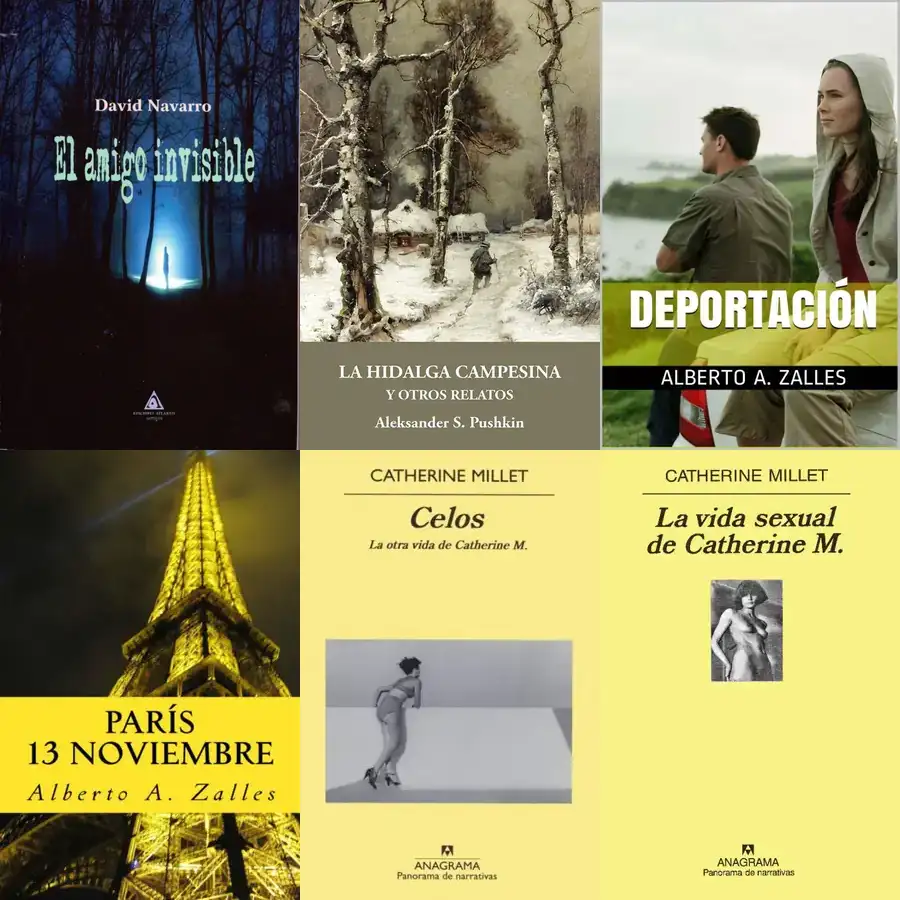 David Navarro
El amigo invisible
LA HIDALGA CAMPESINA
Y OTROS RELATOS
Aleksander S. Pushkin
DEPORTACIÓN
ALBERTO A. ZALLES
PARÍS
13 NOVIEMBRE
Alberto A. Zalles
CATHERINE MILLET
Celos
La otra vida de Catherine M.
ANAGRAMA
Panorama de narrativas
CATHERINE MILLET
La vida sexual
de Catherine M.
ANAGRAMA
Panorama de narrativas